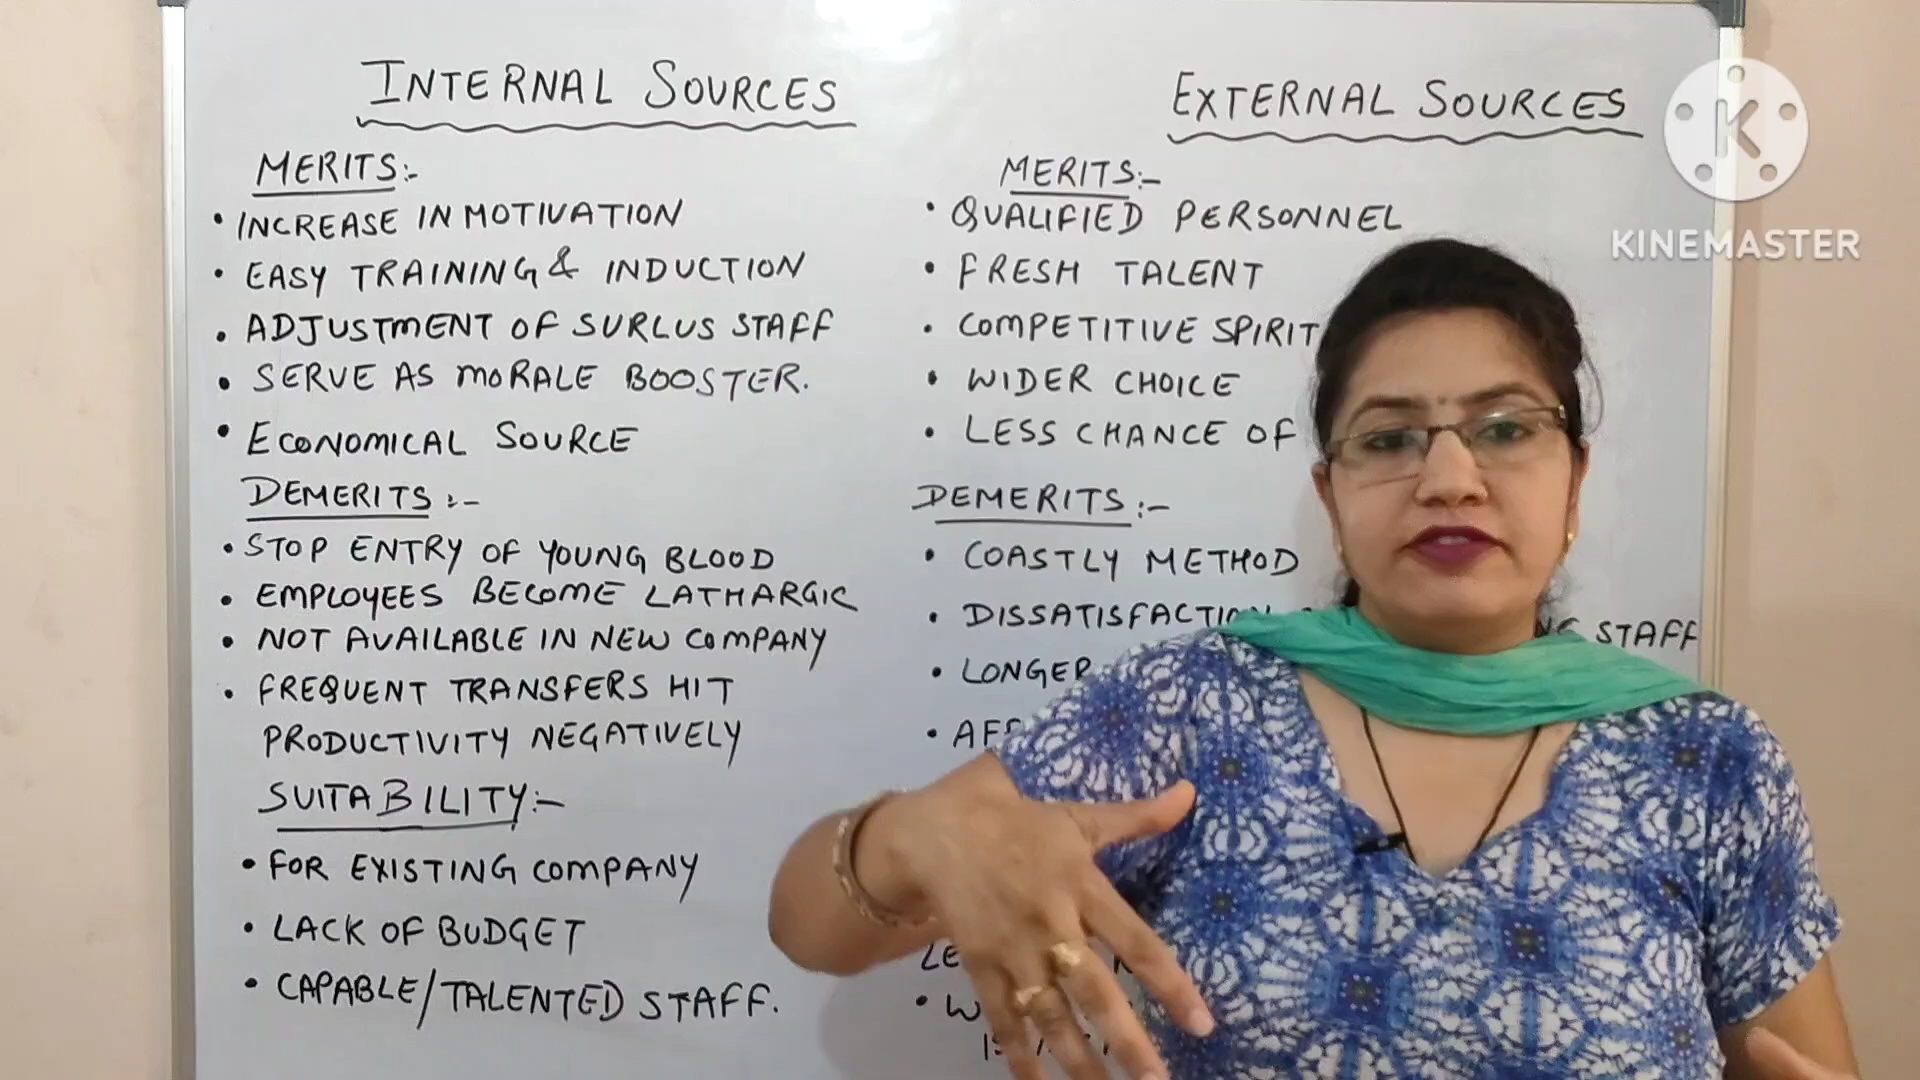 INTERNAL SOURCES
MERITS:-
• INCREASE IN MOTIVATION
• EASY TRAINING & INDUCTION
• ADJUSTMENT OF SURLUS STAFF
• SERVE AS MORALE BOOSTER.
• ECONOMICAL SOURCE
DEMERITS:-
• STOP ENTRY OF YOUNG BLOOD
• EMPLOYEES BECOME LATHARGIC
• NOT AVAILABLE IN NEW COMPANY
• FREQUENT TRANSFERS HIT
PRODUCTIVITY NEGATIVELY
SUITABILITY:-
• FOR EXISTING COMPANY
• LACK OF BUDGET
• CAPABLE/TALENTED STAFF.
EXTERNAL SOURCES
MERITS:-
• QUALIFIED PERSONNEL
• FRESH TALENT
• COMPETITIVE SPIRIT
• WIDER CHOICE
• LESS CHANCE OF
DEMERITS:-
• COASTLY METHOD
• DISSATISFACTION STAFF
• LONGER
K
KINEMASTER